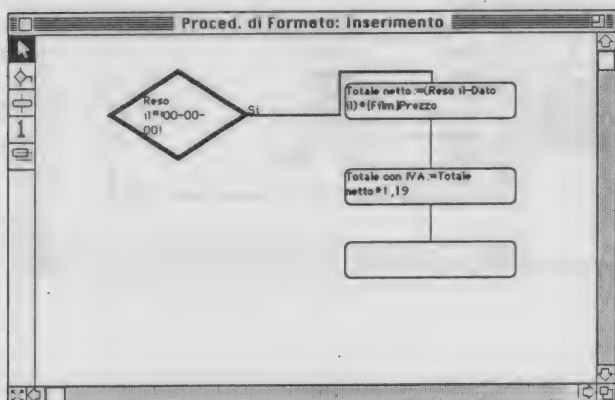 Proced. di Formato: Inserimento
Reso
il#!00-00-
00!
Si
Totale netto:=(Reso il-Dato
il)*[Film]Prezzo
Totale con IVA:=Totale
netto*1,19
1